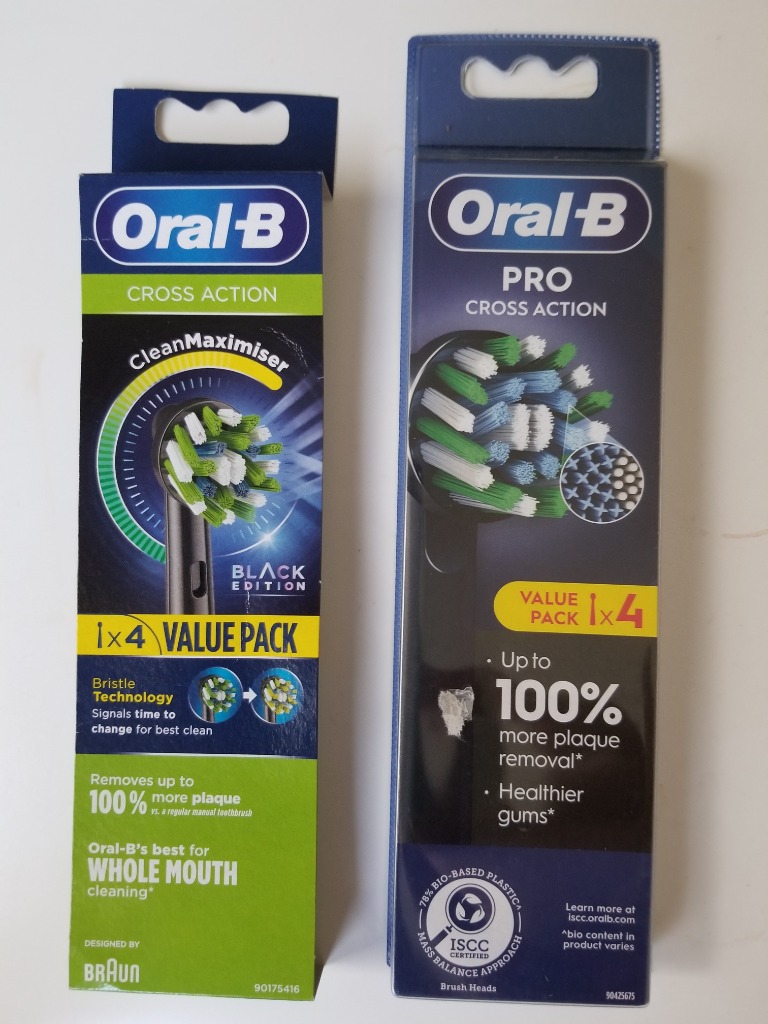 Oral-B
CROSS ACTION
CleanMaximiser
BLACK
EDITION
x4 VALUE PACK
Bristle
Technology
Signals time to
change for best clean
Removes up to
100% more plaque
vs. a regular manual toothbrush
Oral-B's best for
WHOLE MOUTH
cleaning*
DESIGNED BY
BRAUN
90175416
Oral-B
PRO
CROSS ACTION
VALUE
PACK x4
· Up to
100%
more plaque
removal*
· Healthier
gums*
78% BIO-BASED PLASTIC^
ISCC
CERTIFIED
MASS BALANCE APPROACH
Brush Heads
Learn more at
iscc.oralb.com
^bio content in
product varies
90425675